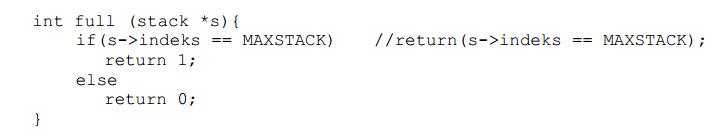 int full (stack *s){
if(s->indeks == MAXSTACK) //return(s->indeks == MAXSTACK);
return 1;
else
return 0;
}